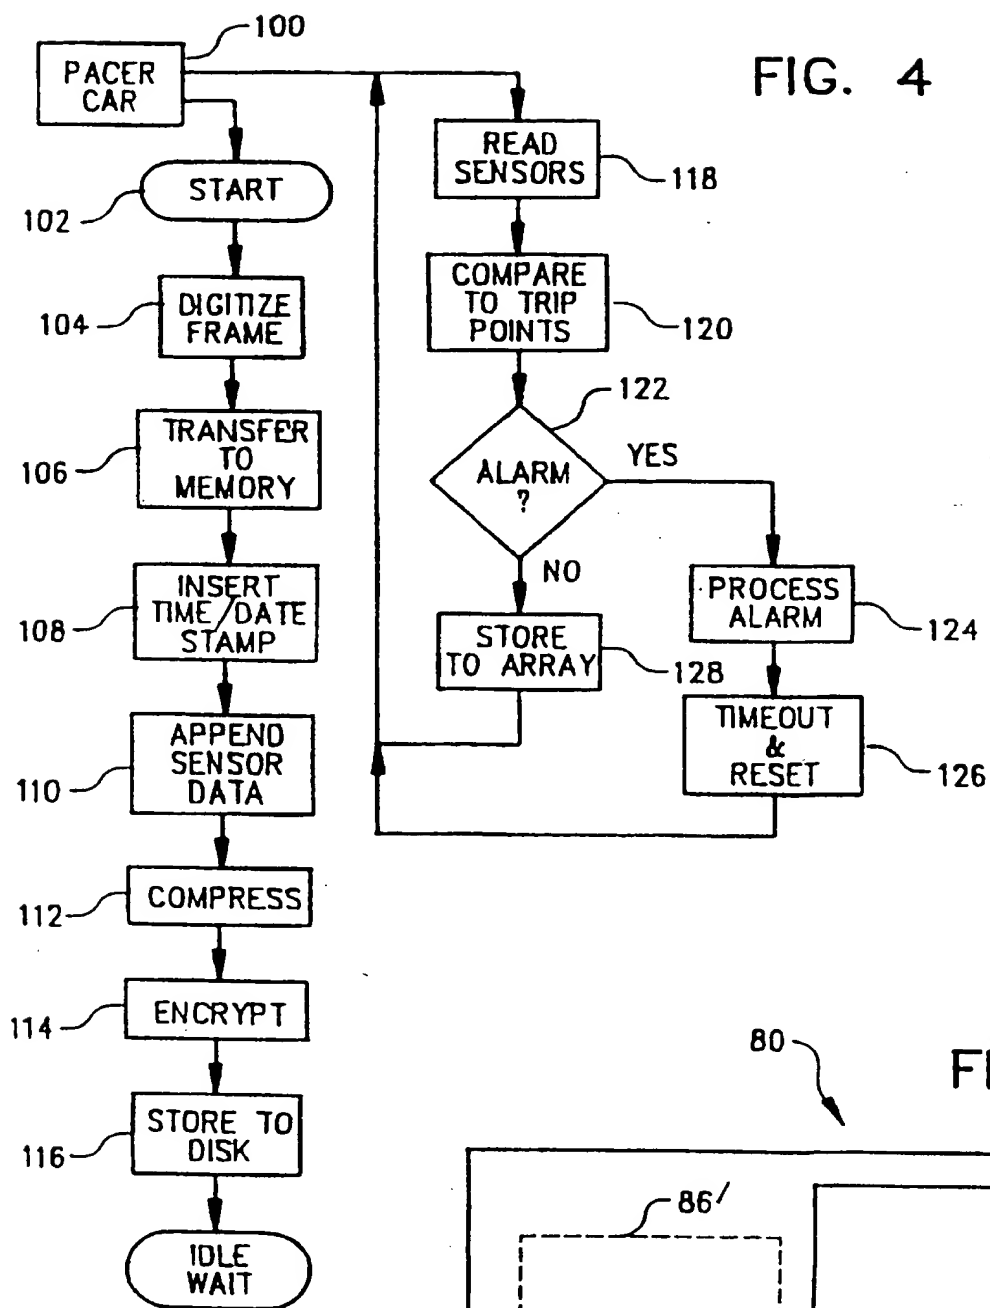 FIG. 4
100
PACER
CAR
START
102
DIGITIZE
FRAME
104
TRANSFER
TO
MEMORY
106
INSERT
TIME/DATE
STAMP
108
APPEND
SENSOR
DATA
110
COMPRESS
112
ENCRYPT
114
STORE TO
DISK
116
IDLE
WAIT
READ
SENSORS
118
COMPARE
TO TRIP
POINTS
120
122
ALARM
?
YES
NO
STORE
TO ARRAY
128
PROCESS
ALARM
124
TIMEOUT
&
RESET
126
80
86'